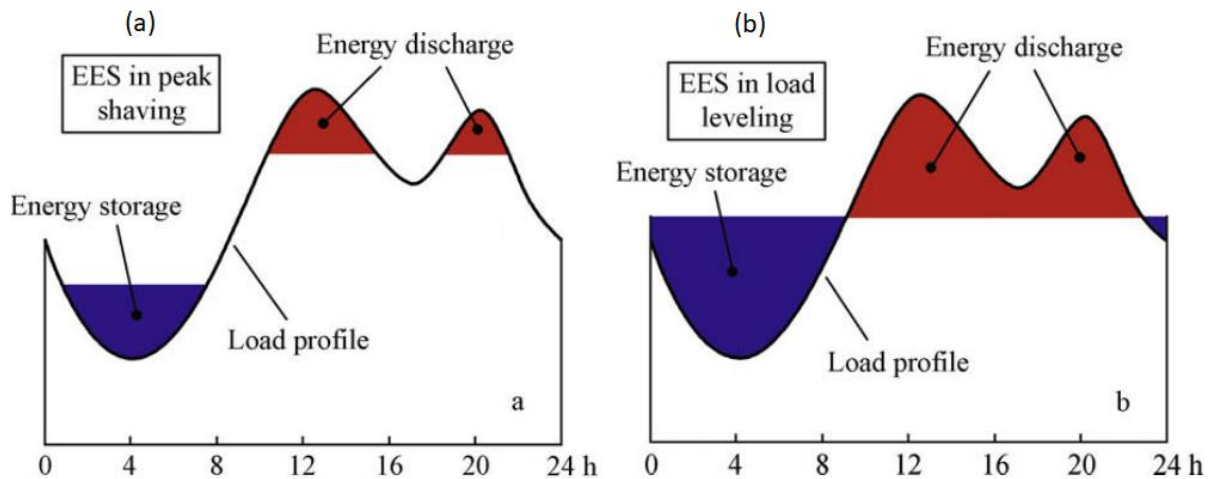 (a)
Energy discharge
EES in peak
shaving
Energy storage
Load profile
a
0 4 8 12 16 20 24 h
(b)
Energy discharge
EES in load
leveling
Energy storage
Load profile
b
0 4 8 12 16 20 24 h